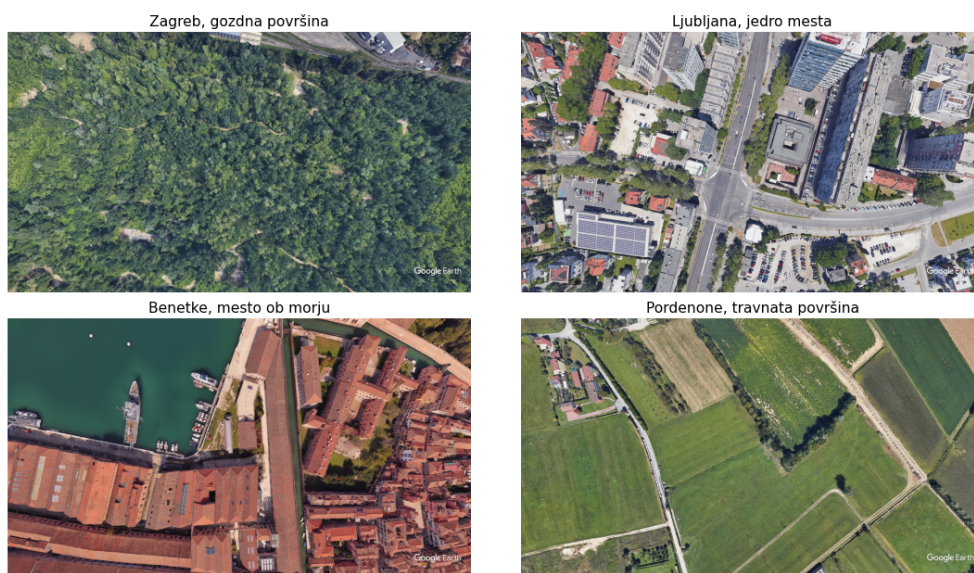 Zagreb, gozdna površina
Ljubljana, jedro mesta
Google Earth
Google Earth
Benetke, mesto ob morju
Pordenone, travnata površina
Google Earth
Google Earth